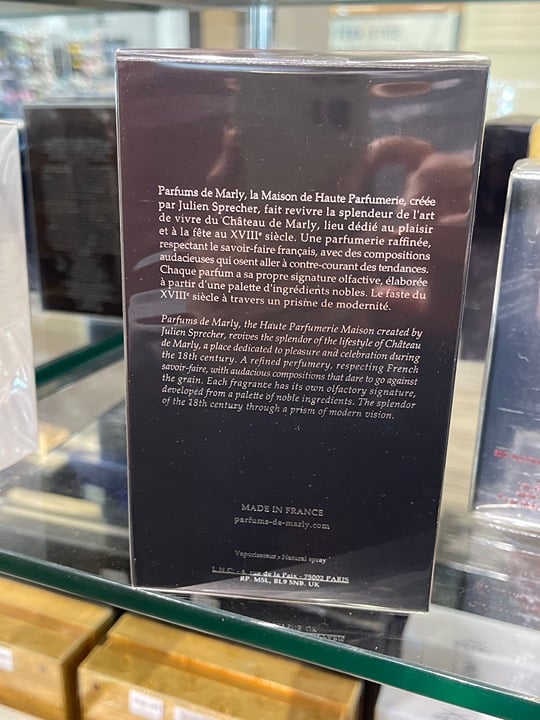 Parfums de Marly, la Maison de Haute Parfumerie, créée
par Julien Sprecher, fait revivre la splendeur de l'art
de vivre du Château de Marly, lieu dédié au plaisir
et à la fête au XVIIIᵉ siècle. Une parfumerie raffinée,
respectant le savoir-faire français, avec des compositions
audacieuses qui osent aller à contre-courant des tendances.
Chaque parfum a sa propre signature olfactive, élaborée
à partir d'une palette d'ingrédients nobles. Le faste du
XVIIIᵉ siècle à travers un prisme de modernité.
Parfums de Marly, the Haute Parfumerie Maison created by
Julien Sprecher, revives the splendor of the lifestyle of Château
de Marly, a place dedicated to pleasure and celebration during
the 18th century. A refined perfumery, respecting French
savoir-faire, with audacious compositions that dare to go against
the grain. Each fragrance has its own olfactory signature,
developed from a palette of noble ingredients. The splendor
of the 18th century through a prism of modern vision.
MADE IN FRANCE
parfums-de-marly.com
Vaporisateur • Natural spray
4, rue de la Paix - 75002 PARIS
RP. MSL, BL9 5NB. UK